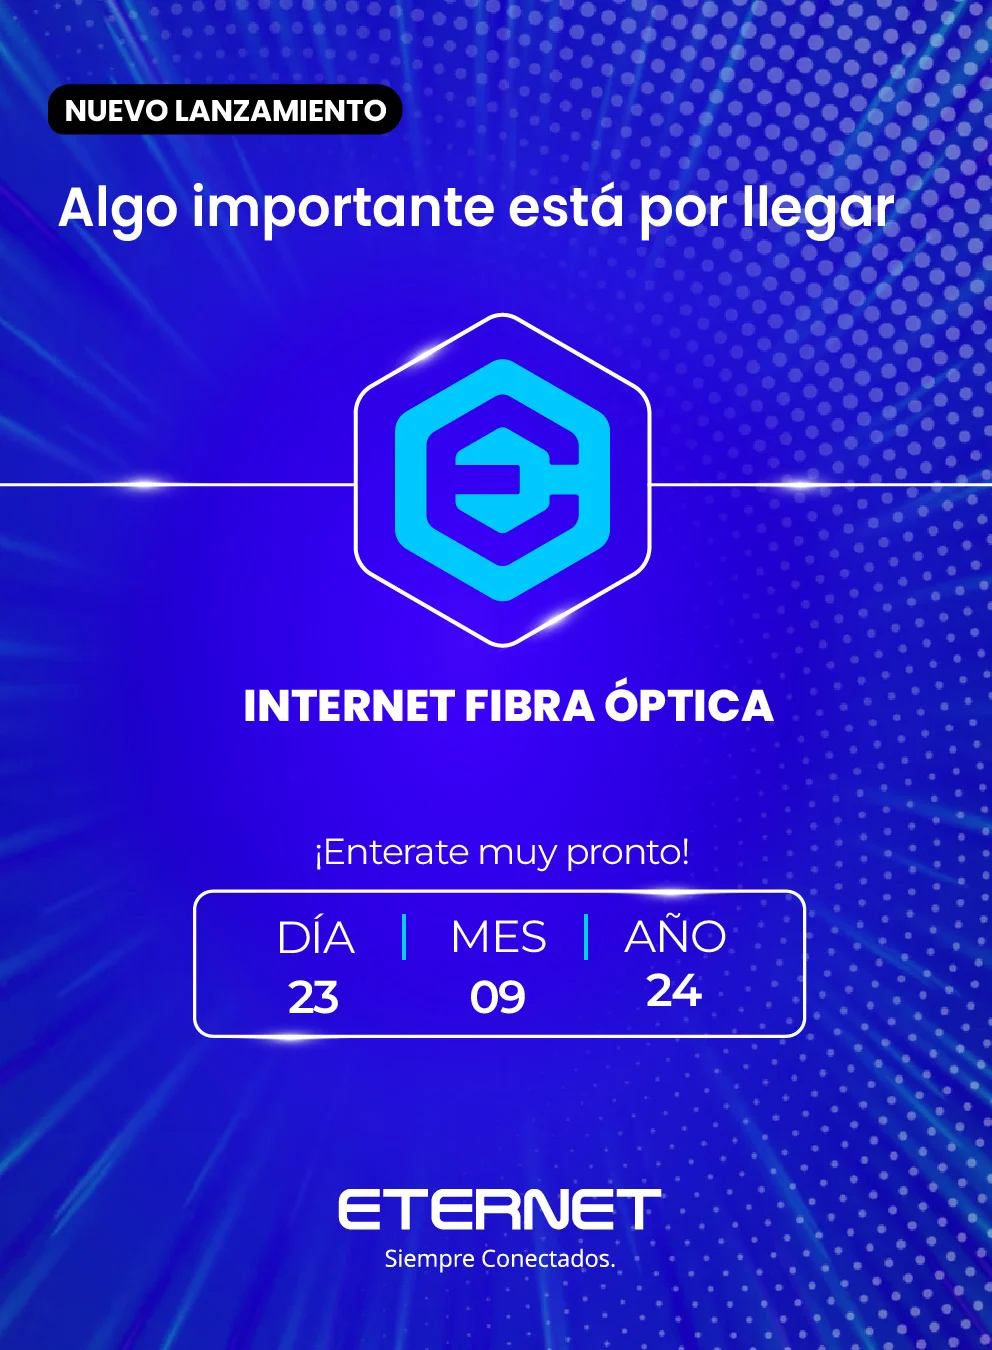 NUEVO LANZAMIENTO
Algo importante está por llegar
INTERNET FIBRA ÓPTICA
¡Enterate muy pronto!
DÍA | MES | AÑO
23 09 24
ETERNET
Siempre Conectados.